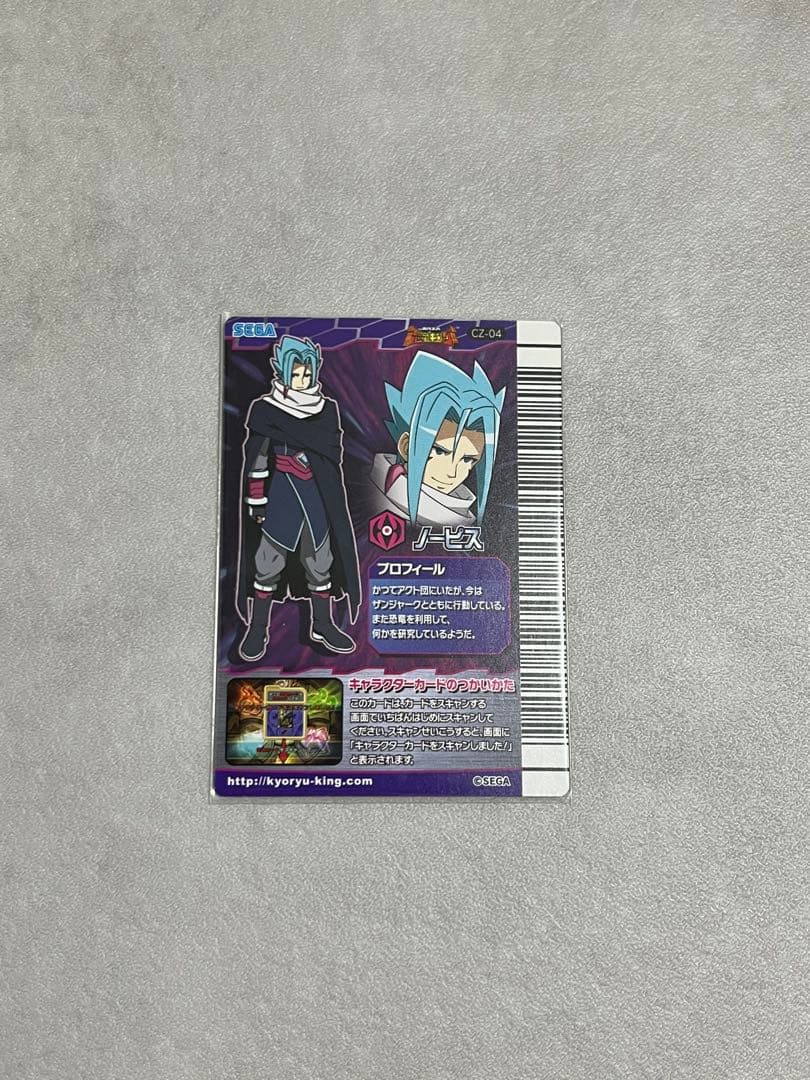 SEGA
CZ-04
ノーピス
プロフィール
かつてアクト団にいたが、今は
ザンジャークとともに行動している。
また恐竜を利用して、
何かを研究しているようだ。
キャラクターカードのつかいかた
このカードは、カードをスキャンする
画面でいちばんはじめにスキャンして
ください。スキャンせいこうすると、画面に
「キャラクターカードをスキャンしました!」
と表示されます。
http://kyoryu-king.com
©SEGA